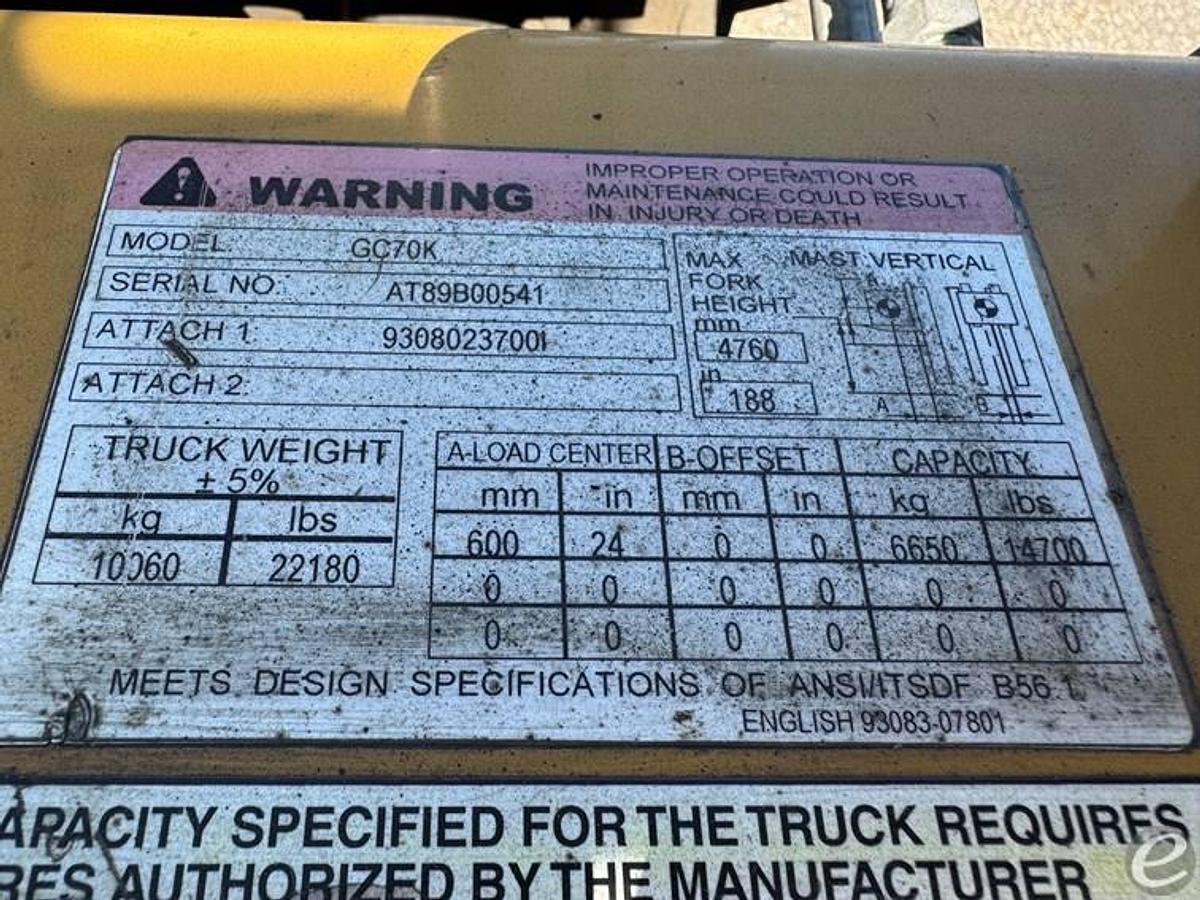 WARNING
IMPROPER OPERATION OR
MAINTENANCE COULD RESULT
IN INJURY OR DEATH
MODEL GC70K
SERIAL NO: AT89B00541
ATTACH 1: 9308023700I
ATTACH 2:
MAX FORK HEIGHT
mm
4760
in
188
MAST VERTICAL
A B
TRUCK WEIGHT
± 5%
kg lbs
10060 22180
A-LOAD CENTER B-OFFSET CAPACITY
mm in mm in kg lbs
600 24 0 0 6650 14700
0 0 0 0 0 0
0 0 0 0 0 0
MEETS DESIGN SPECIFICATIONS OF ANSI/ITSDF B56.1
ENGLISH 93083-07801
APACITY SPECIFIED FOR THE TRUCK REQUIRES
RES AUTHORIZED BY THE MANUFACTURER
e